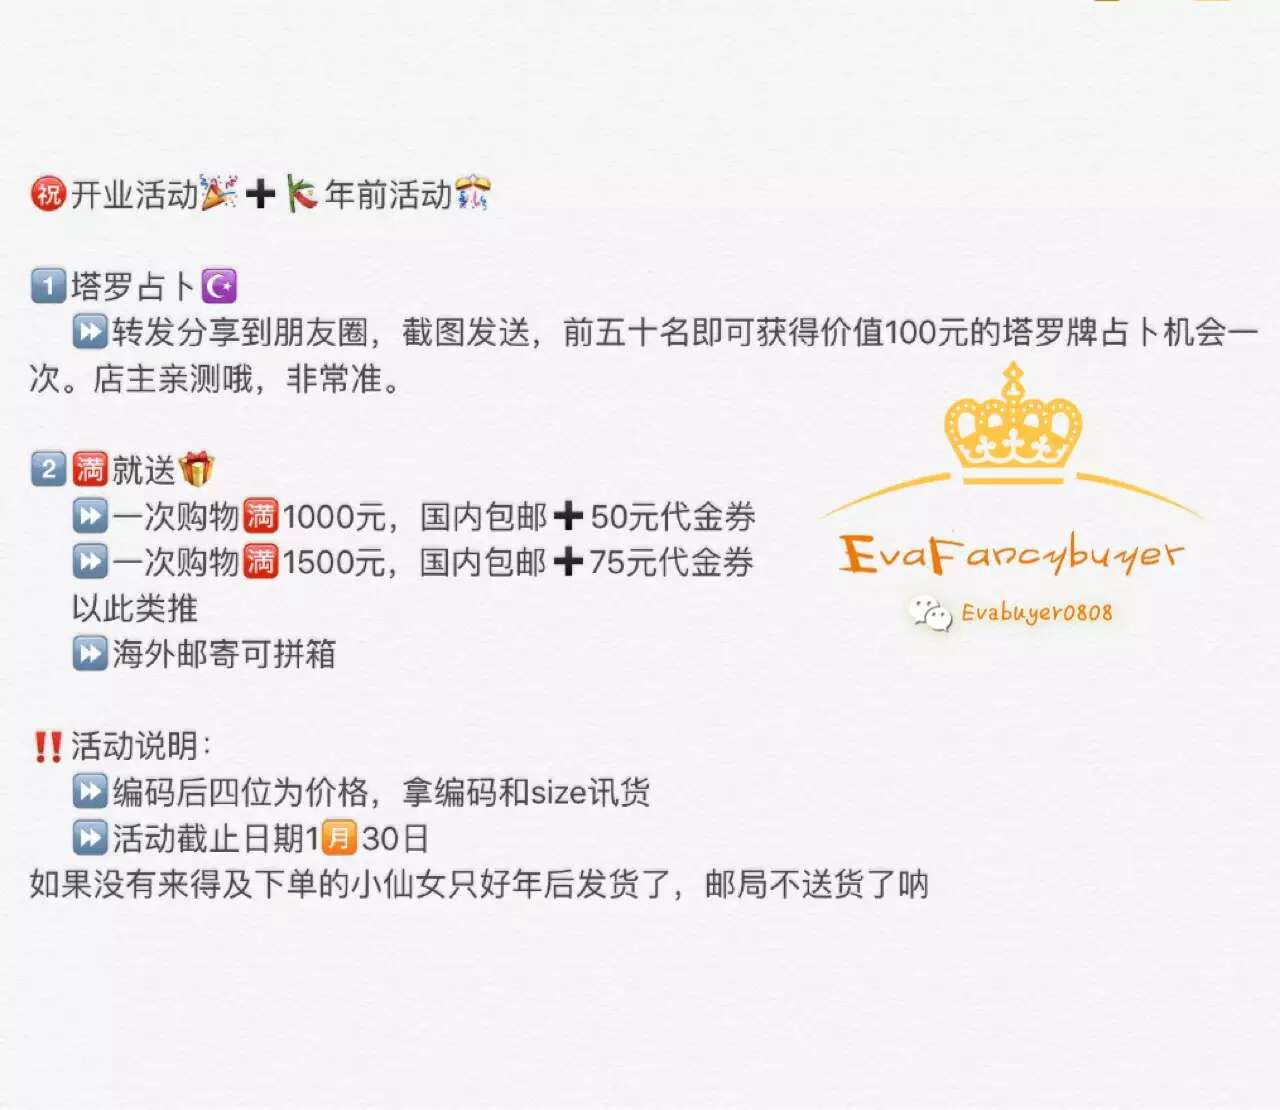 ㊗️开业活动🎉➕🎋年前活动🎊
1️⃣塔罗占卜☪️
⏩转发分享到朋友圈，截图发送，前五十名即可获得价值100元的塔罗牌占卜机会一
次。店主亲测哦，非常准。
2️⃣🈵就送🎁
⏩一次购物🈵1000元，国内包邮➕50元代金券
⏩一次购物🈵1500元，国内包邮➕75元代金券
以此类推
⏩海外邮寄可拼箱
EvaFancybuyer
Evabuyer0808
‼️活动说明：
⏩编码后四位为价格，拿编码和size讯货
⏩活动截止日期1🈷️30日
如果没有来得及下单的小仙女只好年后发货了，邮局不送货了呐